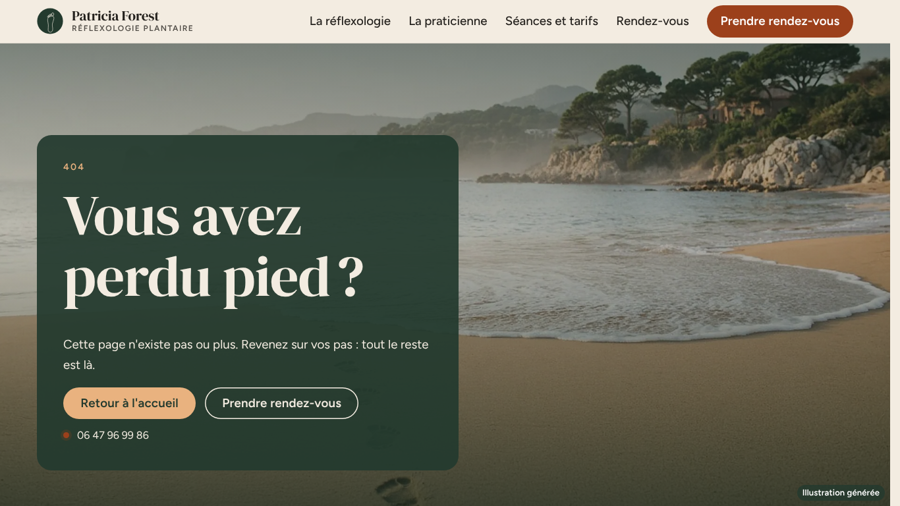 Patricia Forest
RÉFLEXOLOGIE PLANTAIRE
La réflexologie
La praticienne
Séances et tarifs
Rendez-vous
Prendre rendez-vous
404
Vous avez
perdu pied ?
Cette page n'existe pas ou plus. Revenez sur vos pas : tout le reste
est là.
Retour à l'accueil
Prendre rendez-vous
06 47 96 99 86
Illustration générée